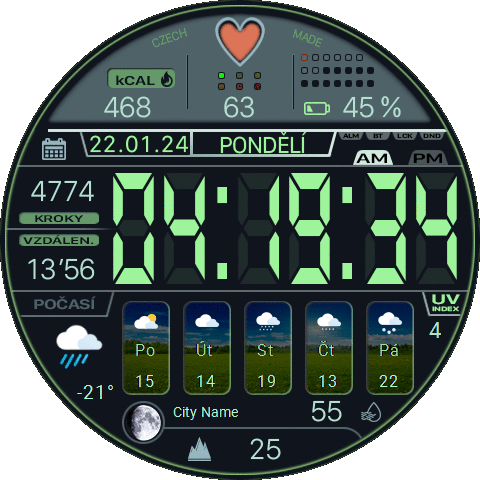 CZECH MADE
kCAL
468 63 45 %
ALM BT LCK DND
22.01.24 PONDĚLÍ
AM PM
4774
KROKY
04:19:34
VZDÁLEN.
13'56
POČASÍ
UV
INDEX
4
Po Út St Čt Pá
15 14 19 13 22
-21°
City Name 55
25